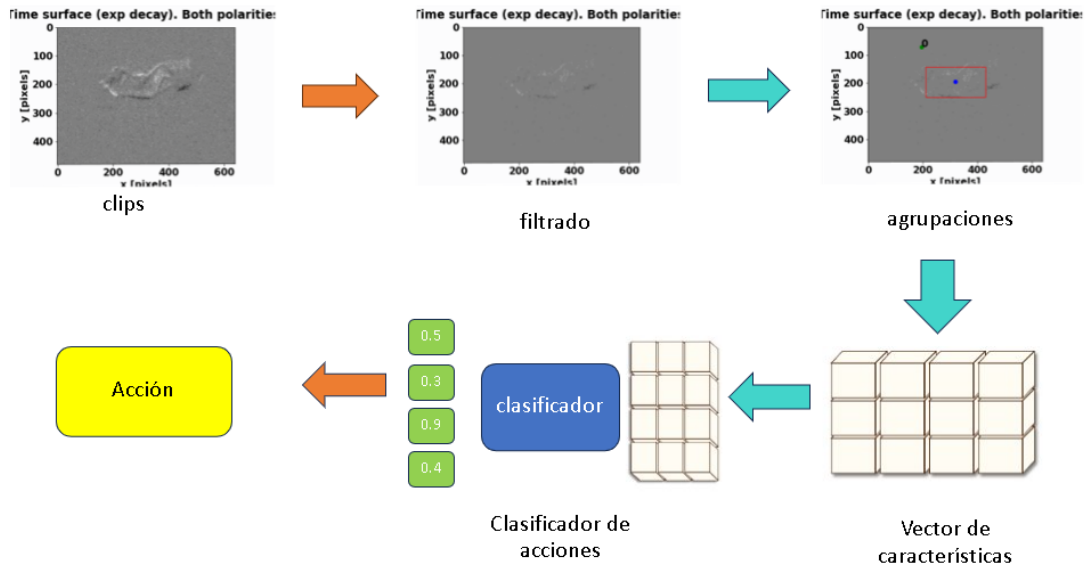 Time surface (exp decay). Both polarities
0
100
y [pixels]
200
300
400
0
200
400
600
x [pixels]
clips
Time surface (exp decay). Both polarities
0
100
y [pixels]
200
300
400
0
200
400
600
x [pixels]
filtrado
Time surface (exp decay). Both polarities
0
100
y [pixels]
200
300
400
0
200
400
600
x [pixels]
agrupaciones
Acción
0.5
0.3
0.9
0.4
clasificador
Clasificador de
acciones
Vector de
características